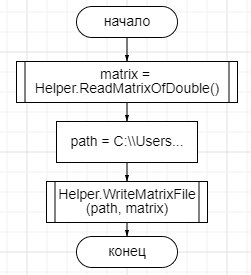 начало
matrix =
Helper.ReadMatrixOfDouble()
path = C:\\Users...
Helper.WriteMatrixFile
(path, matrix)
конец